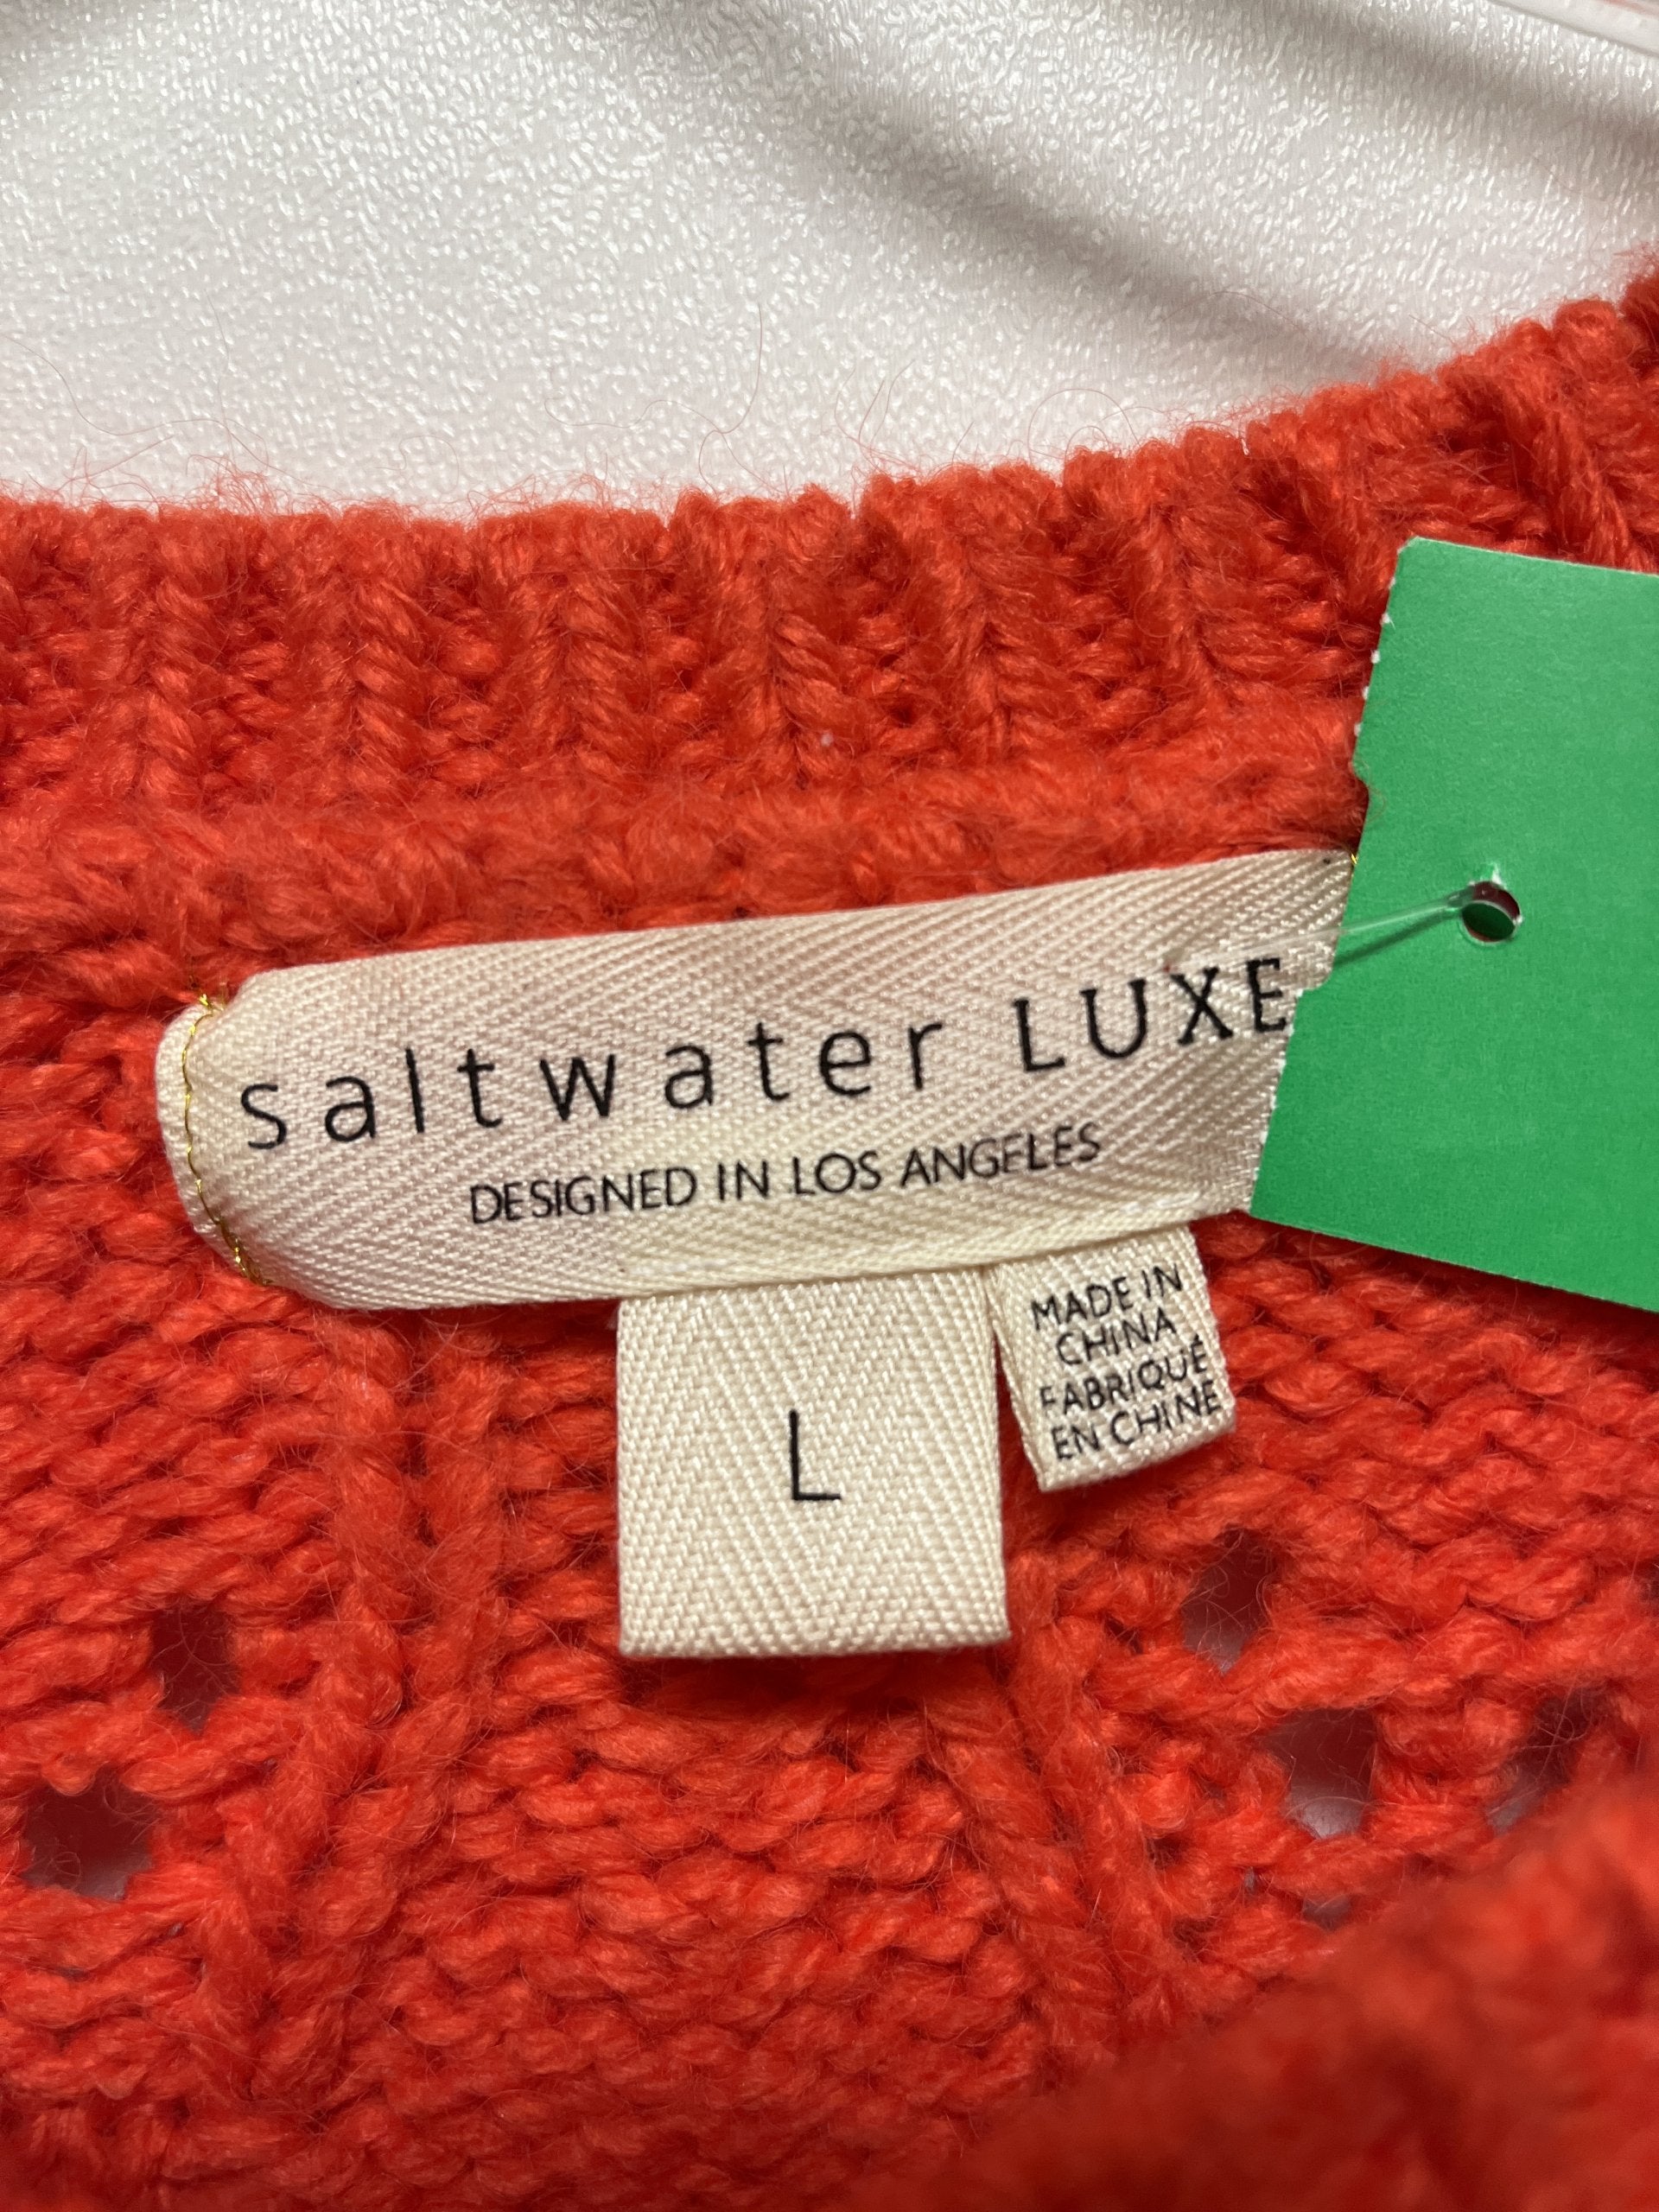 saltwater LUXE
DESIGNED IN LOS ANGELES
L
MADE IN
CHINA
FABRIQUÉ
EN CHINE